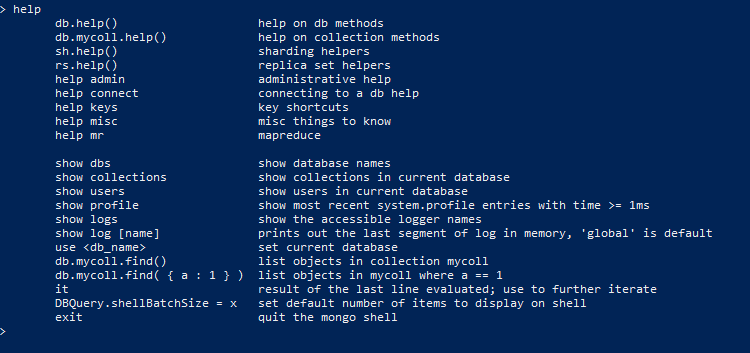 > help
        db.help()                    help on db methods
        db.mycoll.help()             help on collection methods
        sh.help()                    sharding helpers
        rs.help()                    replica set helpers
        help admin                   administrative help
        help connect                 connecting to a db help
        help keys                    key shortcuts
        help misc                    misc things to know
        help mr                      mapreduce

        show dbs                     show database names
        show collections             show collections in current database
        show users                   show users in current database
        show profile                 show most recent system.profile entries with time >= 1ms
        show logs                    show the accessible logger names
        show log [name]              prints out the last segment of log in memory, 'global' is default
        use <db_name>                set current database
        db.mycoll.find()             list objects in collection mycoll
        db.mycoll.find( { a : 1 } )  list objects in mycoll where a == 1
        it                           result of the last line evaluated; use to further iterate
        DBQuery.shellBatchSize = x   set default number of items to display on shell
        exit                         quit the mongo shell
>